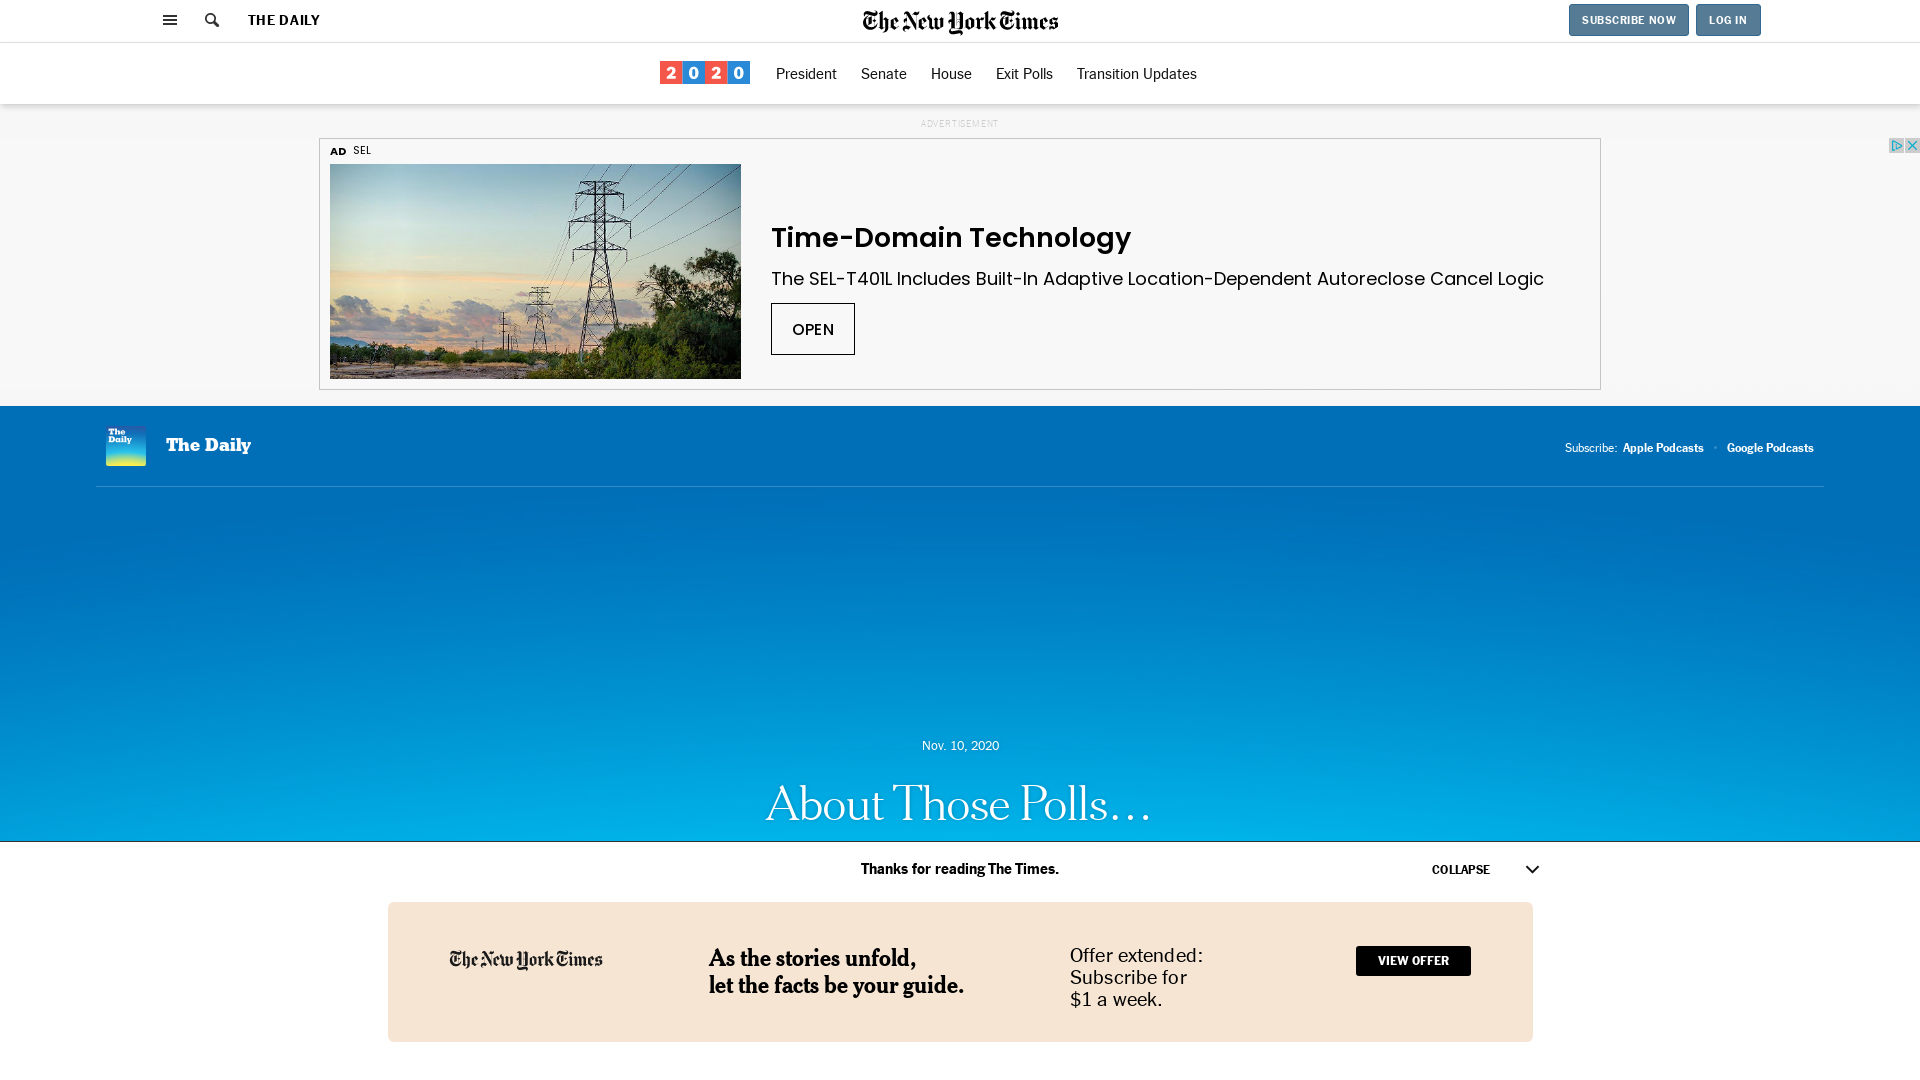 THE DAILY
The New York Times
SUBSCRIBE NOW
LOG IN
2020
President
Senate
House
Exit Polls
Transition Updates
ADVERTISEMENT
AD SEL
Time-Domain Technology
The SEL-T401L Includes Built-In Adaptive Location-Dependent Autoreclose Cancel Logic
OPEN
The
Daily
The Daily
Subscribe: Apple Podcasts • Google Podcasts
Nov. 10, 2020
About Those Polls…
Thanks for reading The Times.
COLLAPSE
The New York Times
As the stories unfold,
let the facts be your guide.
Offer extended:
Subscribe for
$1 a week.
VIEW OFFER